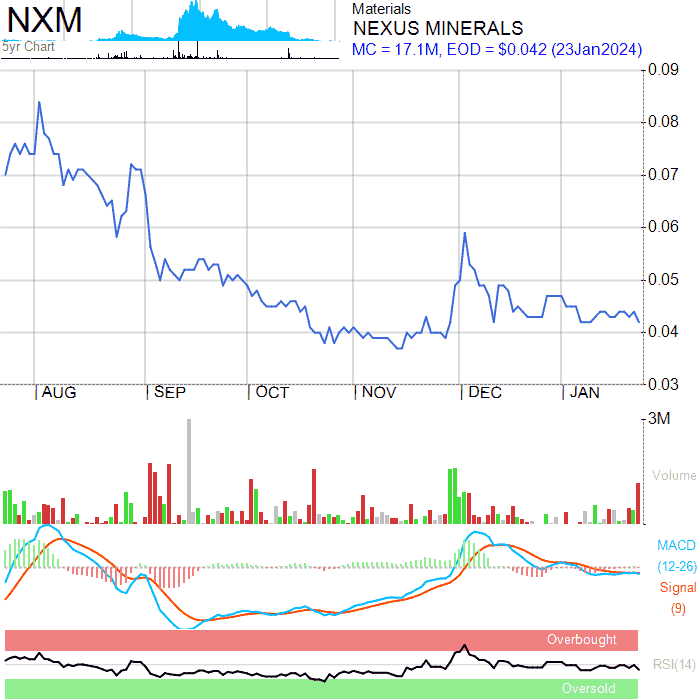 NXM
5yr Chart
Materials
NEXUS MINERALS
MC = 17.1M, EOD = $0.042 (23Jan2024)
0.09
0.08
0.07
0.06
0.05
0.04
0.03
AUG SEP OCT NOV DEC JAN
3M
Volume
MACD
(12-26)
Signal
(9)
Overbought
RSI(14)
Oversold